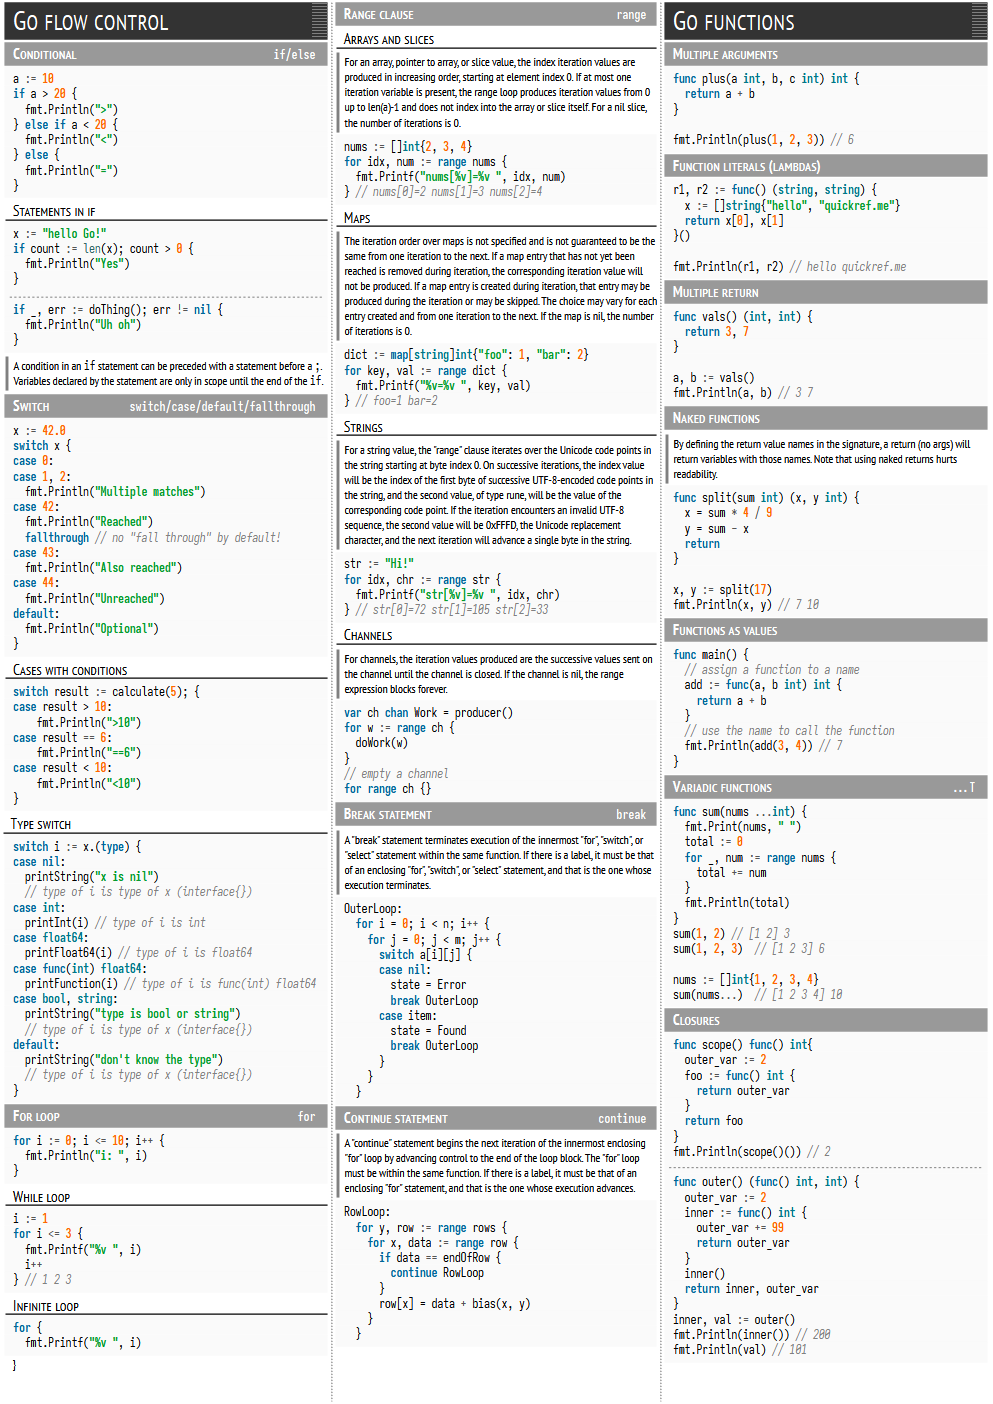 GO FLOW CONTROL
CONDITIONAL if/else
a := 10
if a > 20 {
  fmt.Println(">")
} else if a < 20 {
  fmt.Println("<")
} else {
  fmt.Println("=")
}
STATEMENTS IN IF
x := "hello Go!"
if count := len(x); count > 0 {
  fmt.Println("Yes")
}
if _, err := doThing(); err != nil {
  fmt.Println("Uh oh")
}
A condition in an if statement can be preceded with a statement before a ;.
Variables declared by the statement are only in scope until the end of the if.
SWITCH switch/case/default/fallthrough
x := 42.0
switch x {
case 0:
case 1, 2:
  fmt.Println("Multiple matches")
case 42:
  fmt.Println("Reached")
  fallthrough // no "fall through" by default!
case 43:
  fmt.Println("Also reached")
case 44:
  fmt.Println("Unreached")
default:
  fmt.Println("Optional")
}
CASES WITH CONDITIONS
switch result := calculate(5); {
case result > 10:
    fmt.Println(">10")
case result == 6:
    fmt.Println("==6")
case result < 10:
    fmt.Println("<10")
}
TYPE SWITCH
switch i := x.(type) {
case nil:
  printString("x is nil")
  // type of i is type of x (interface{})
case int:
  printInt(i) // type of i is int
case float64:
  printFloat64(i) // type of i is float64
case func(int) float64:
  printFunction(i) // type of i is func(int) float64
case bool, string:
  printString("type is bool or string")
  // type of i is type of x (interface{})
default:
  printString("don't know the type")
  // type of i is type of x (interface{})
}
FOR LOOP for
for i := 0; i <= 10; i++ {
  fmt.Println("i: ", i)
}
WHILE LOOP
i := 1
for i <= 3 {
  fmt.Printf("%v ", i)
  i++
} // 1 2 3
INFINITE LOOP
for {
  fmt.Printf("%v ", i)
}
RANGE CLAUSE range
ARRAYS AND SLICES
For an array, pointer to array, or slice value, the index iteration values are
produced in increasing order, starting at element index 0. If at most one
iteration variable is present, the range loop produces iteration values from 0
up to len(a)-1 and does not index into the array or slice itself. For a nil slice,
the number of iterations is 0.
nums := []int{2, 3, 4}
for idx, num := range nums {
  fmt.Printf("nums[%v]=%v ", idx, num)
} // nums[0]=2 nums[1]=3 nums[2]=4
MAPS
The iteration order over maps is not specified and is not guaranteed to be the
same from one iteration to the next. If a map entry that has not yet been
reached is removed during iteration, the corresponding iteration value will
not be produced. If a map entry is created during iteration, that entry may be
produced during the iteration or may be skipped. The choice may vary for each
entry created and from one iteration to the next. If the map is nil, the number
of iterations is 0.
dict := map[string]int{"foo": 1, "bar": 2}
for key, val := range dict {
  fmt.Printf("%v=%v ", key, val)
} // foo=1 bar=2
STRINGS
For a string value, the "range" clause iterates over the Unicode code points in
the string starting at byte index 0. On successive iterations, the index value
will be the index of the first byte of successive UTF-8-encoded code points in
the string, and the second value, of type rune, will be the value of the
corresponding code point. If the iteration encounters an invalid UTF-8
sequence, the second value will be 0xFFFD, the Unicode replacement
character, and the next iteration will advance a single byte in the string.
str := "Hi!"
for idx, chr := range str {
  fmt.Printf("str[%v]=%v ", idx, chr)
} // str[0]=72 str[1]=105 str[2]=33
CHANNELS
For channels, the iteration values produced are the successive values sent on
the channel until the channel is closed. If the channel is nil, the range
expression blocks forever.
var ch chan Work = producer()
for w := range ch {
  doWork(w)
}
// empty a channel
for range ch {}
BREAK STATEMENT break
A "break" statement terminates execution of the innermost "for", "switch", or
"select" statement within the same function. If there is a label, it must be that
of an enclosing "for", "switch", or "select" statement, and that is the one whose
execution terminates.
OuterLoop:
  for i = 0; i < n; i++ {
    for j = 0; j < m; j++ {
      switch a[i][j] {
      case nil:
        state = Error
        break OuterLoop
      case item:
        state = Found
        break OuterLoop
      }
    }
  }
CONTINUE STATEMENT continue
A "continue" statement begins the next iteration of the innermost enclosing
"for" loop by advancing control to the end of the loop block. The "for" loop
must be within the same function. If there is a label, it must be that of an
enclosing "for" statement, and that is the one whose execution advances.
RowLoop:
  for y, row := range rows {
    for x, data := range row {
      if data == endOfRow {
        continue RowLoop
      }
      row[x] = data + bias(x, y)
    }
  }
GO FUNCTIONS
MULTIPLE ARGUMENTS
func plus(a int, b, c int) int {
  return a + b
}
fmt.Println(plus(1, 2, 3)) // 6
FUNCTION LITERALS (LAMBDAS)
r1, r2 := func() (string, string) {
  x := []string{"hello", "quickref.me"}
  return x[0], x[1]
}()
fmt.Println(r1, r2) // hello quickref.me
MULTIPLE RETURN
func vals() (int, int) {
  return 3, 7
}
a, b := vals()
fmt.Println(a, b) // 3 7
NAKED FUNCTIONS
By defining the return value names in the signature, a return (no args) will
return variables with those names. Note that using naked returns hurts
readability.
func split(sum int) (x, y int) {
  x = sum * 4 / 9
  y = sum - x
  return
}
x, y := split(17)
fmt.Println(x, y) // 7 10
FUNCTIONS AS VALUES
func main() {
  // assign a function to a name
  add := func(a, b int) int {
    return a + b
  }
  // use the name to call the function
  fmt.Println(add(3, 4)) // 7
}
VARIADIC FUNCTIONS ...T
func sum(nums ...int) {
  fmt.Print(nums, " ")
  total := 0
  for _, num := range nums {
    total += num
  }
  fmt.Println(total)
}
sum(1, 2) // [1 2] 3
sum(1, 2, 3)  // [1 2 3] 6
nums := []int{1, 2, 3, 4}
sum(nums...)  // [1 2 3 4] 10
CLOSURES
func scope() func() int{
  outer_var := 2
  foo := func() int {
    return outer_var
  }
  return foo
}
fmt.Println(scope()()) // 2
func outer() (func() int, int) {
  outer_var := 2
  inner := func() int {
    outer_var += 99
    return outer_var
  }
  inner()
  return inner, outer_var
}
inner, val := outer()
fmt.Println(inner()) // 200
fmt.Println(val) // 101